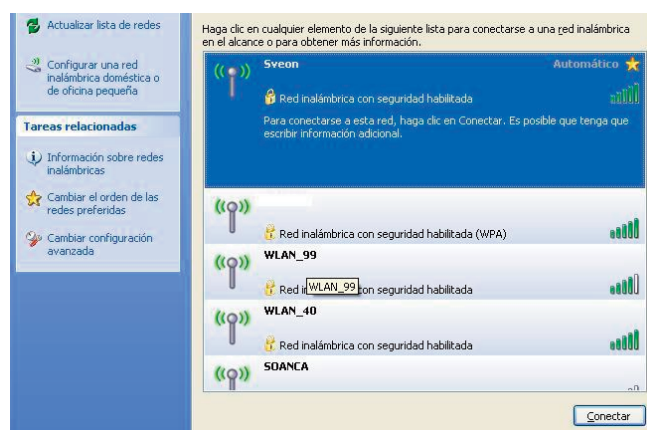 Actualizar lista de redes
Configurar una red
inalámbrica doméstica o
de oficina pequeña
Tareas relacionadas
Información sobre redes
inalámbricas
Cambiar el orden de las
redes preferidas
Cambiar configuración
avanzada
Haga clic en cualquier elemento de la siguiente lista para conectarse a una red inalámbrica
en el alcance o para obtener más información.
Sveon Automático
Red inalámbrica con seguridad habilitada
Para conectarse a esta red, haga clic en Conectar. Es posible que tenga que
escribir información adicional.
Red inalámbrica con seguridad habilitada (WPA)
WLAN_99
Red con seguridad habilitada
WLAN_99
WLAN_40
Red inalámbrica con seguridad habilitada
SOANCA
Conectar